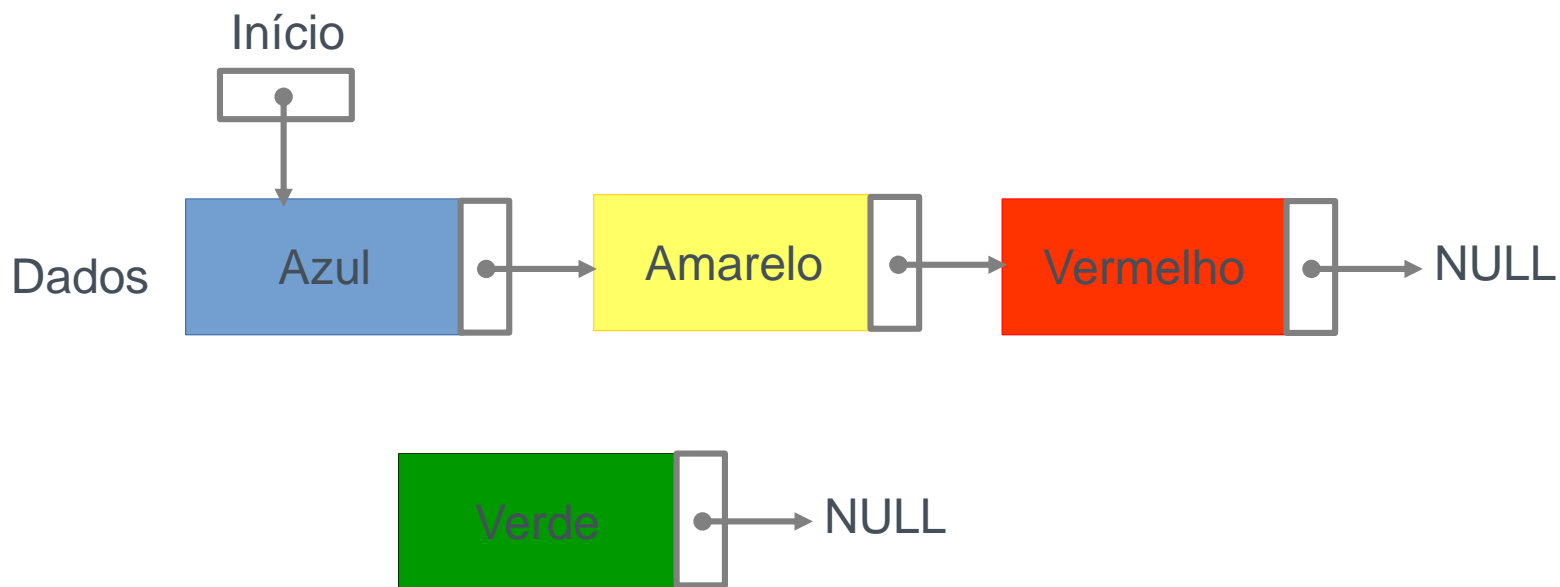 Início
Dados
Azul
Amarelo
Vermelho
NULL
Verde
NULL